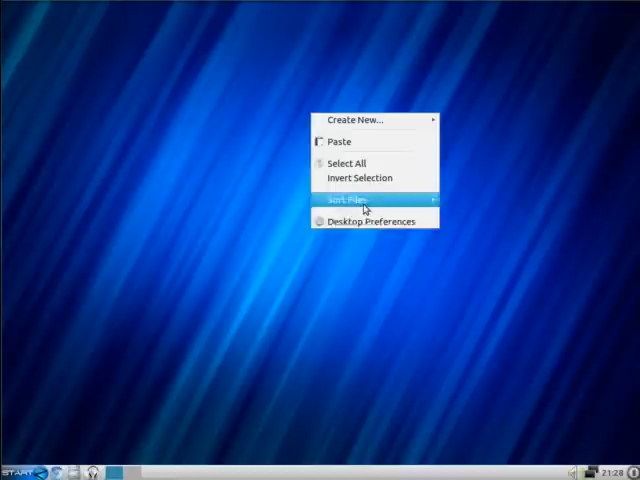 Create New...
Paste
Select All
Invert Selection
Sort Files
Desktop Preferences
START
21:28